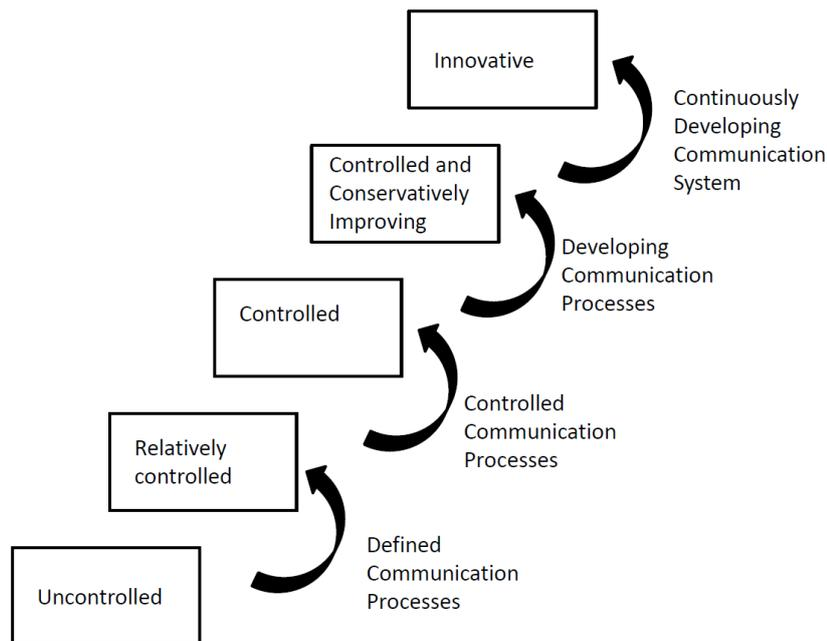 Innovative
Continuously
Developing
Communication
System
Controlled and
Conservatively
Improving
Developing
Communication
Processes
Controlled
Controlled
Communication
Processes
Relatively
controlled
Defined
Communication
Processes
Uncontrolled